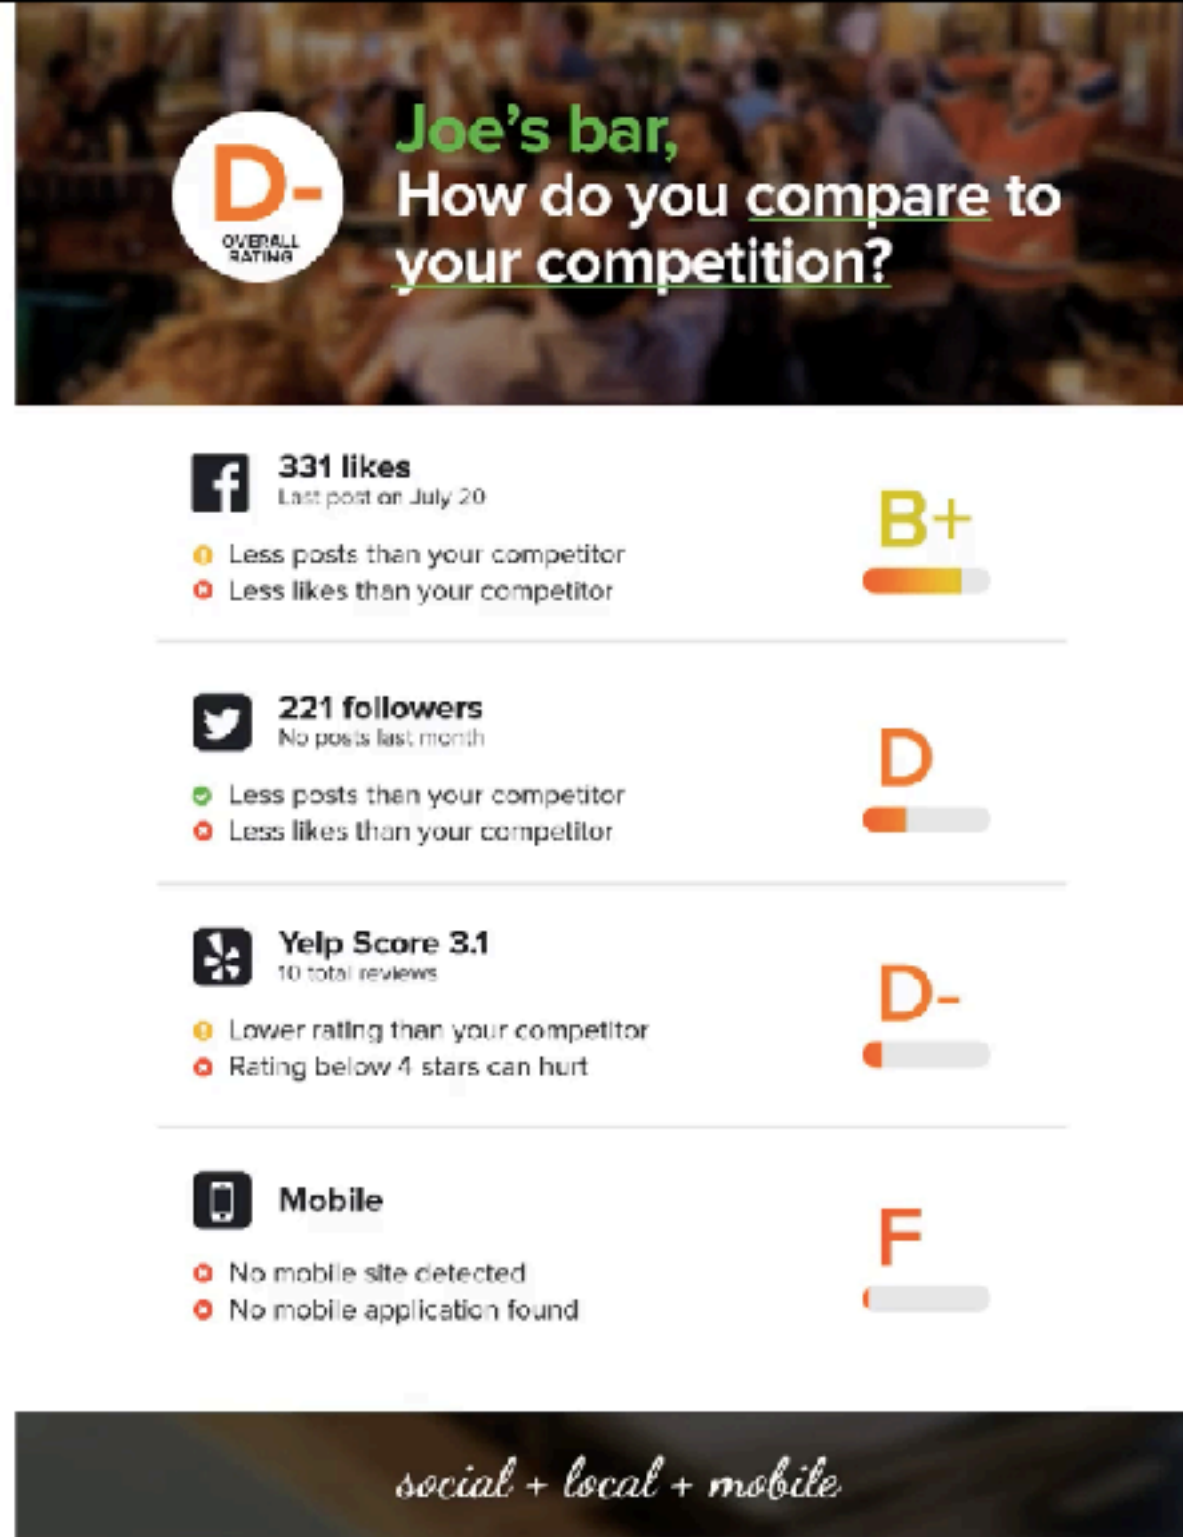 Joe's bar,
How do you compare to
your competition?
D-
OVERALL
RATING
331 likes
Last post on July 20
Less posts than your competitor
Less likes than your competitor
B+
221 followers
No posts last month
Less posts than your competitor
Less likes than your competitor
D
Yelp Score 3.1
10 total reviews
Lower rating than your competitor
Rating below 4 stars can hurt
D-
Mobile
No mobile site detected
No mobile application found
F
social + local + mobile